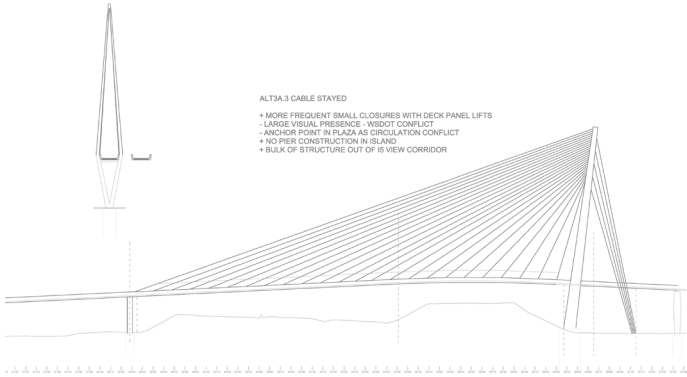 ALT3A.3 CABLE STAYED
+ MORE FREQUENT SMALL CLOSURES WITH DECK PANEL LIFTS
- LARGE VISUAL PRESENCE - WSDOT CONFLICT
- ANCHOR POINT IN PLAZA AS CIRCULATION CONFLICT
+ NO PIER CONSTRUCTION IN ISLAND
+ BULK OF STRUCTURE OUT OF I5 VIEW CORRIDOR